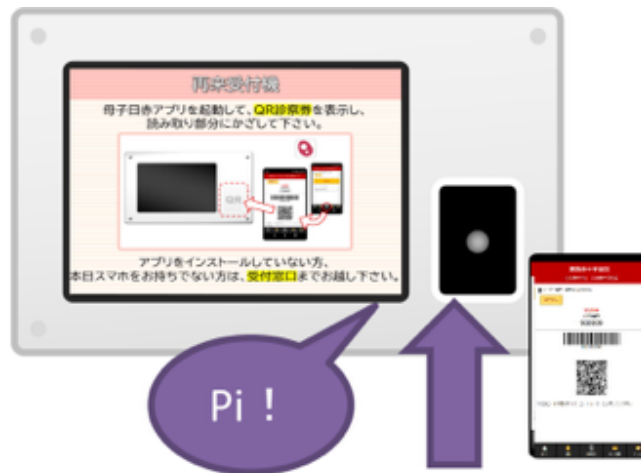 再来受付機
母子日赤アプリを起動して、QR診察券を表示し、
読み取り部分にかざして下さい。
QR
アプリをインストールしていない方、
本日スマホをお持ちでない方は、受付窓口までお越し下さい。
Pi！